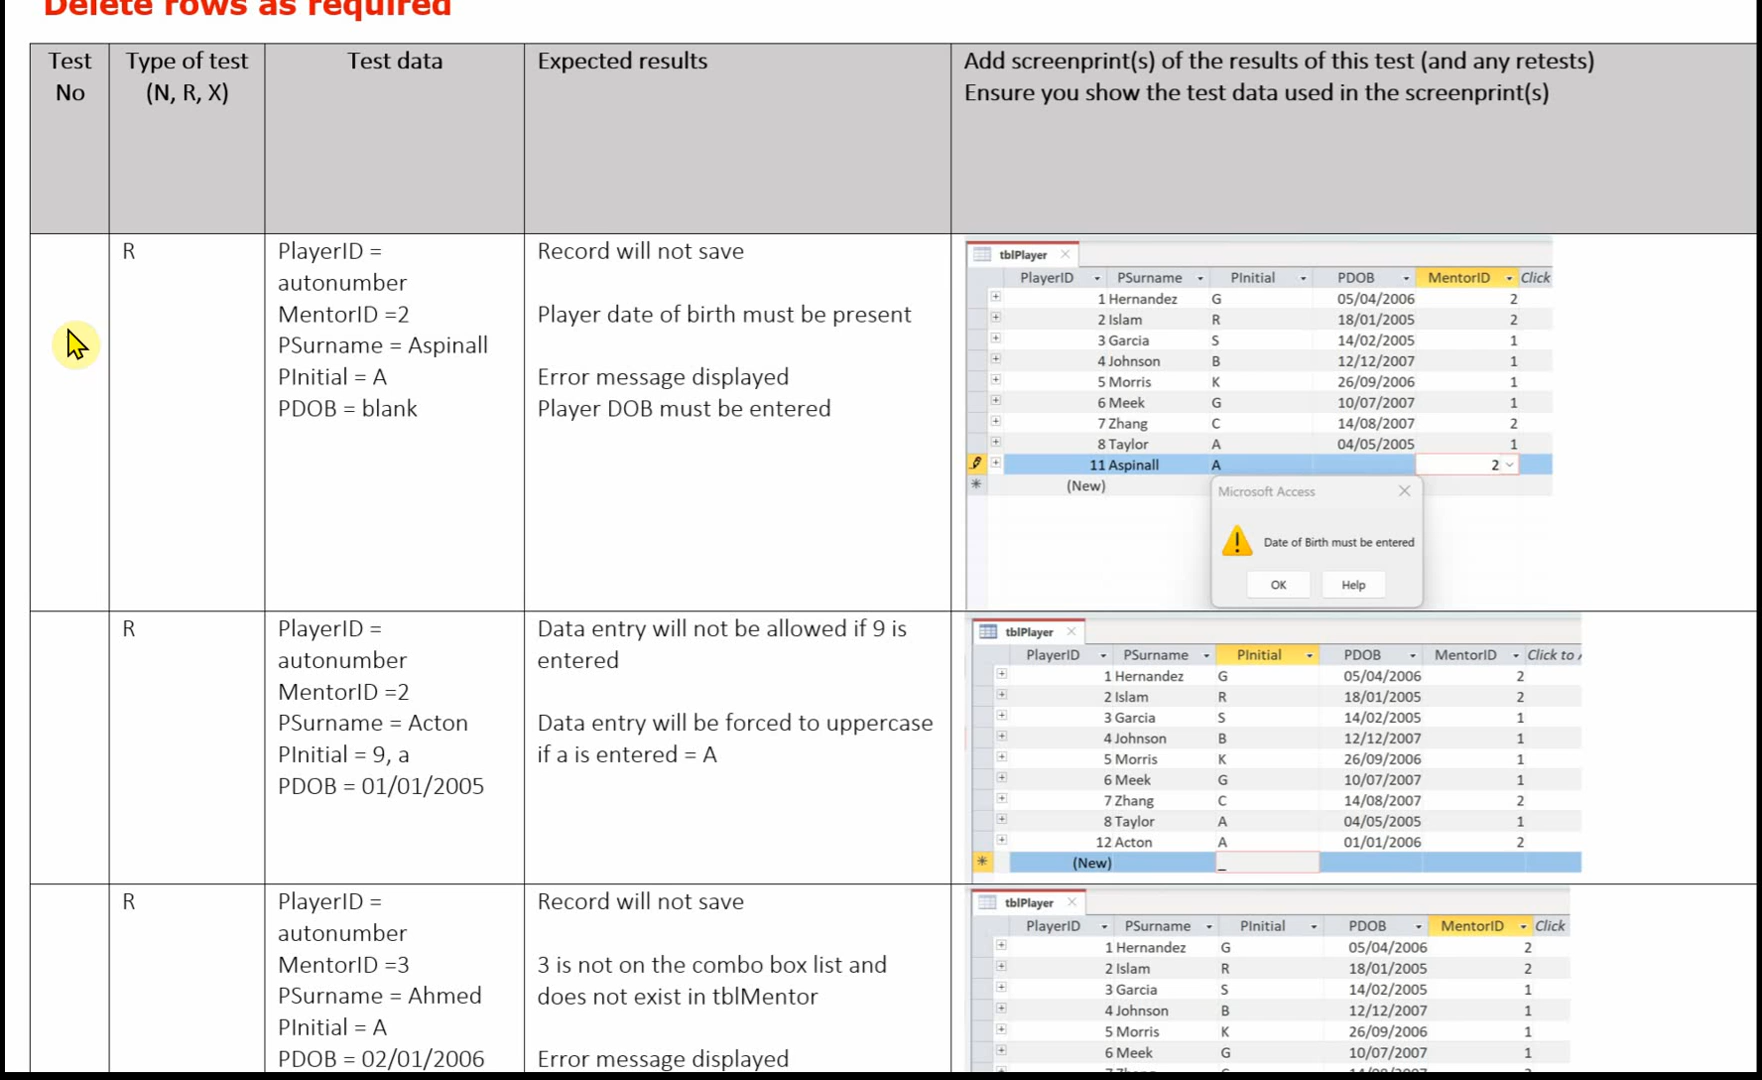 Delete rows as required
Test No
Type of test (N, R, X)
Test data
Expected results
Add screenprint(s) of the results of this test (and any retests)
Ensure you show the test data used in the screenprint(s)
R
PlayerID =
autonumber
MentorID =2
PSurname = Aspinall
PInitial = A
PDOB = blank
Record will not save
Player date of birth must be present
Error message displayed
Player DOB must be entered
tblPlayer
PlayerID PSurname PInitial PDOB MentorID Click
1 Hernandez G 05/04/2006 2
2 Islam R 18/01/2005 2
3 Garcia S 14/02/2005 1
4 Johnson B 12/12/2007 1
5 Morris K 26/09/2006 1
6 Meek G 10/07/2007 1
7 Zhang C 14/08/2007 2
8 Taylor A 04/05/2005 1
11 Aspinall A 2
(New)
Microsoft Access
Date of Birth must be entered
OK Help
R
PlayerID =
autonumber
MentorID =2
PSurname = Acton
PInitial = 9, a
PDOB = 01/01/2005
Data entry will not be allowed if 9 is
entered
Data entry will be forced to uppercase
if a is entered = A
tblPlayer
PlayerID PSurname PInitial PDOB MentorID Click to
1 Hernandez G 05/04/2006 2
2 Islam R 18/01/2005 2
3 Garcia S 14/02/2005 1
4 Johnson B 12/12/2007 1
5 Morris K 26/09/2006 1
6 Meek G 10/07/2007 1
7 Zhang C 14/08/2007 2
8 Taylor A 04/05/2005 1
12 Acton A 01/01/2006 2
(New) _
R
PlayerID =
autonumber
MentorID =3
PSurname = Ahmed
PInitial = A
PDOB = 02/01/2006
Record will not save
3 is not on the combo box list and
does not exist in tblMentor
Error message displayed
tblPlayer
PlayerID PSurname PInitial PDOB MentorID Click
1 Hernandez G 05/04/2006 2
2 Islam R 18/01/2005 2
3 Garcia S 14/02/2005 1
4 Johnson B 12/12/2007 1
5 Morris K 26/09/2006 1
6 Meek G 10/07/2007 1